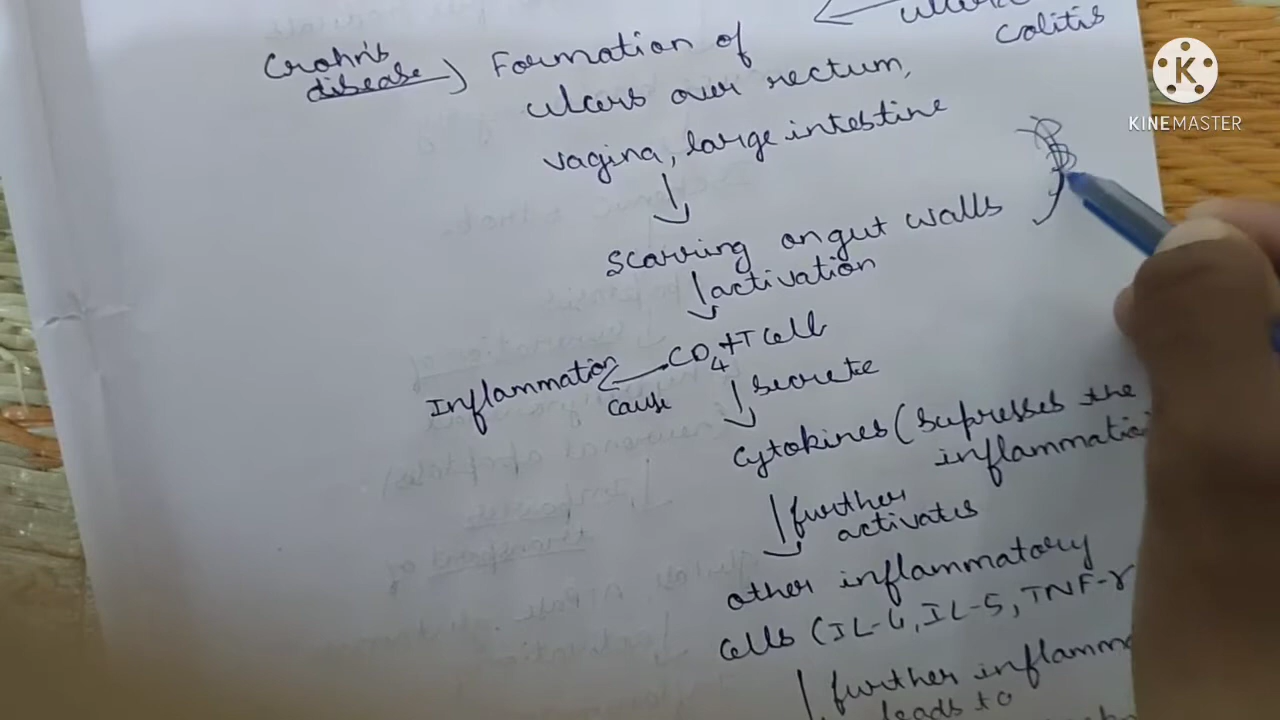 colitis
Crohn's
disease
Formation of
ulcers over rectum,
vagina, large intestine
scarring on gut walls
activation
Inflammation
cause
CD4+T cell
secrete
cytokines (supresses the
inflammation
further
activates
other inflammatory
cells (IL-4, IL-5, TNF-γ
further inflamm
leads to
KINEMASTER